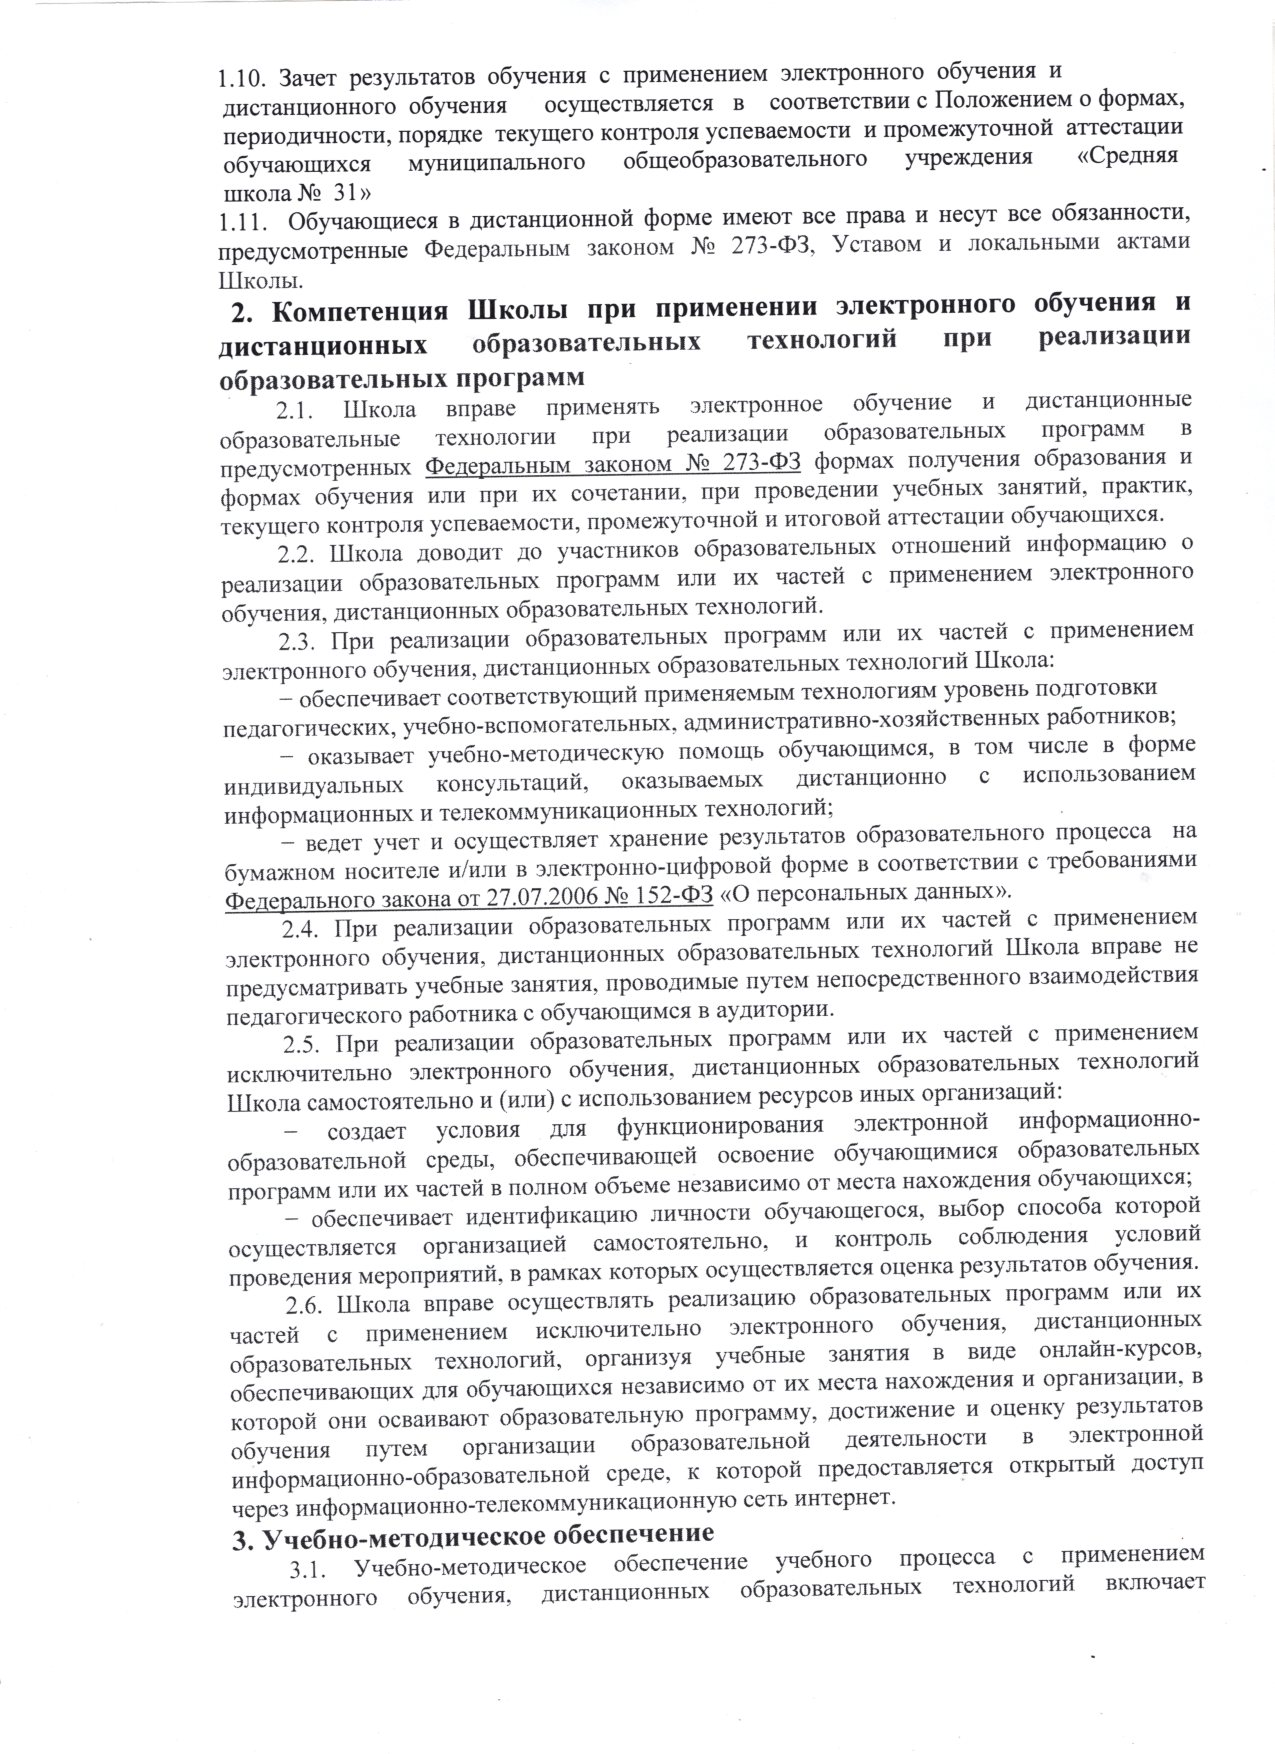 1.10. Зачет результатов обучения с применением электронного обучения и
дистанционного обучения осуществляется в соответствии с Положением о формах,
периодичности, порядке текущего контроля успеваемости и промежуточной аттестации
обучающихся муниципального общеобразовательного учреждения «Средняя
школа № 31»
1.11. Обучающиеся в дистанционной форме имеют все права и несут все обязанности,
предусмотренные Федеральным законом № 273-ФЗ, Уставом и локальными актами
Школы.
2. Компетенция Школы при применении электронного обучения и
дистанционных образовательных технологий при реализации
образовательных программ
2.1. Школа вправе применять электронное обучение и дистанционные
образовательные технологии при реализации образовательных программ в
предусмотренных Федеральным законом № 273-ФЗ формах получения образования и
формах обучения или при их сочетании, при проведении учебных занятий, практик,
текущего контроля успеваемости, промежуточной и итоговой аттестации обучающихся.
2.2. Школа доводит до участников образовательных отношений информацию о
реализации образовательных программ или их частей с применением электронного
обучения, дистанционных образовательных технологий.
2.3. При реализации образовательных программ или их частей с применением
электронного обучения, дистанционных образовательных технологий Школа:
− обеспечивает соответствующий применяемым технологиям уровень подготовки
педагогических, учебно-вспомогательных, административно-хозяйственных работников;
− оказывает учебно-методическую помощь обучающимся, в том числе в форме
индивидуальных консультаций, оказываемых дистанционно с использованием
информационных и телекоммуникационных технологий;
− ведет учет и осуществляет хранение результатов образовательного процесса на
бумажном носителе и/или в электронно-цифровой форме в соответствии с требованиями
Федерального закона от 27.07.2006 № 152-ФЗ «О персональных данных».
2.4. При реализации образовательных программ или их частей с применением
электронного обучения, дистанционных образовательных технологий Школа вправе не
предусматривать учебные занятия, проводимые путем непосредственного взаимодействия
педагогического работника с обучающимся в аудитории.
2.5. При реализации образовательных программ или их частей с применением
исключительно электронного обучения, дистанционных образовательных технологий
Школа самостоятельно и (или) с использованием ресурсов иных организаций:
− создает условия для функционирования электронной информационно-
образовательной среды, обеспечивающей освоение обучающимися образовательных
программ или их частей в полном объеме независимо от места нахождения обучающихся;
− обеспечивает идентификацию личности обучающегося, выбор способа которой
осуществляется организацией самостоятельно, и контроль соблюдения условий
проведения мероприятий, в рамках которых осуществляется оценка результатов обучения.
2.6. Школа вправе осуществлять реализацию образовательных программ или их
частей с применением исключительно электронного обучения, дистанционных
образовательных технологий, организуя учебные занятия в виде онлайн-курсов,
обеспечивающих для обучающихся независимо от их места нахождения и организации, в
которой они осваивают образовательную программу, достижение и оценку результатов
обучения путем организации образовательной деятельности в электронной
информационно-образовательной среде, к которой предоставляется открытый доступ
через информационно-телекоммуникационную сеть интернет.
3. Учебно-методическое обеспечение
3.1. Учебно-методическое обеспечение учебного процесса с применением
электронного обучения, дистанционных образовательных технологий включает